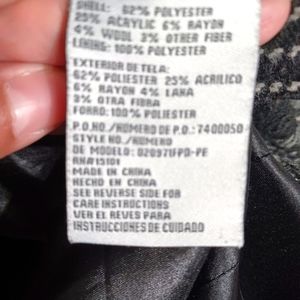 SHELL: 62% POLYESTER
25% ACRYLIC 6% RAYON
4% WOOL 3% OTHER FIBER
LINING: 100% POLYESTER
EXTERIOR DE TELA:
62% POLIESTER 25% ACRILICO
6% RAYON 4% LANA
3% OTRA FIBRA
FORRO: 100% POLIESTER
P.O.NO./NUMERO DE P.O.: 7400050
STYLE NO./NUMERO
DE MODELO: 02097UFPD-PE
RN#15101
MADE IN CHINA
HECHO EN CHINA
SEE REVERSE SIDE FOR
CARE INSTRUCTIONS
VER EL REVES PARA
INSTRUCCIONES DE CUIDADO